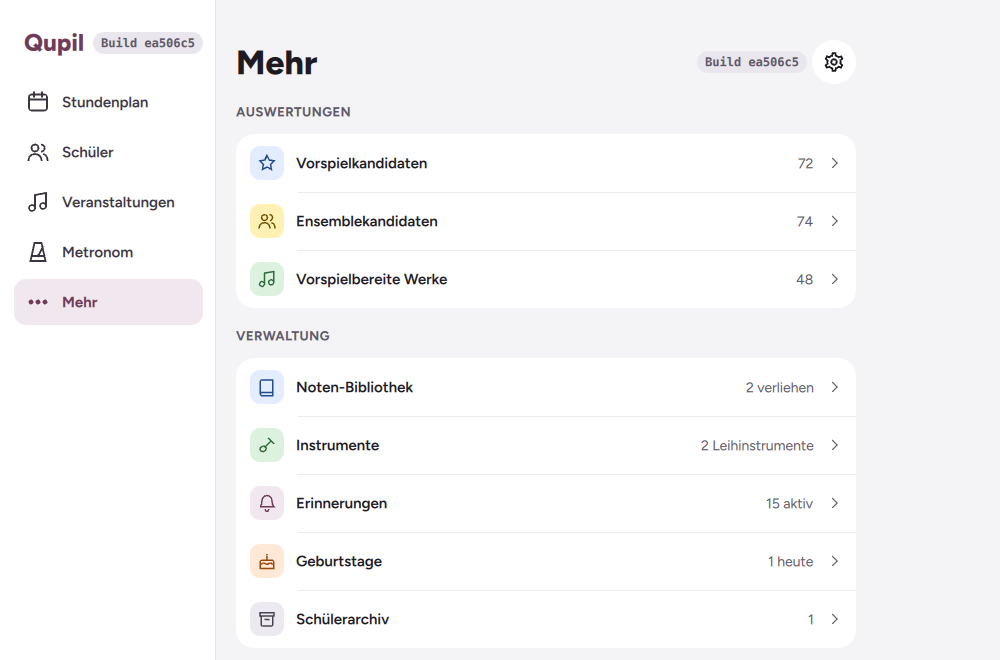 Qupil Build ea506c5
Stundenplan
Schüler
Veranstaltungen
Metronom
Mehr
Mehr Build ea506c5
AUSWERTUNGEN
Vorspielkandidaten 72
Ensemblekandidaten 74
Vorspielbereite Werke 48
VERWALTUNG
Noten-Bibliothek 2 verliehen
Instrumente 2 Leihinstrumente
Erinnerungen 15 aktiv
Geburtstage 1 heute
Schülerarchiv 1